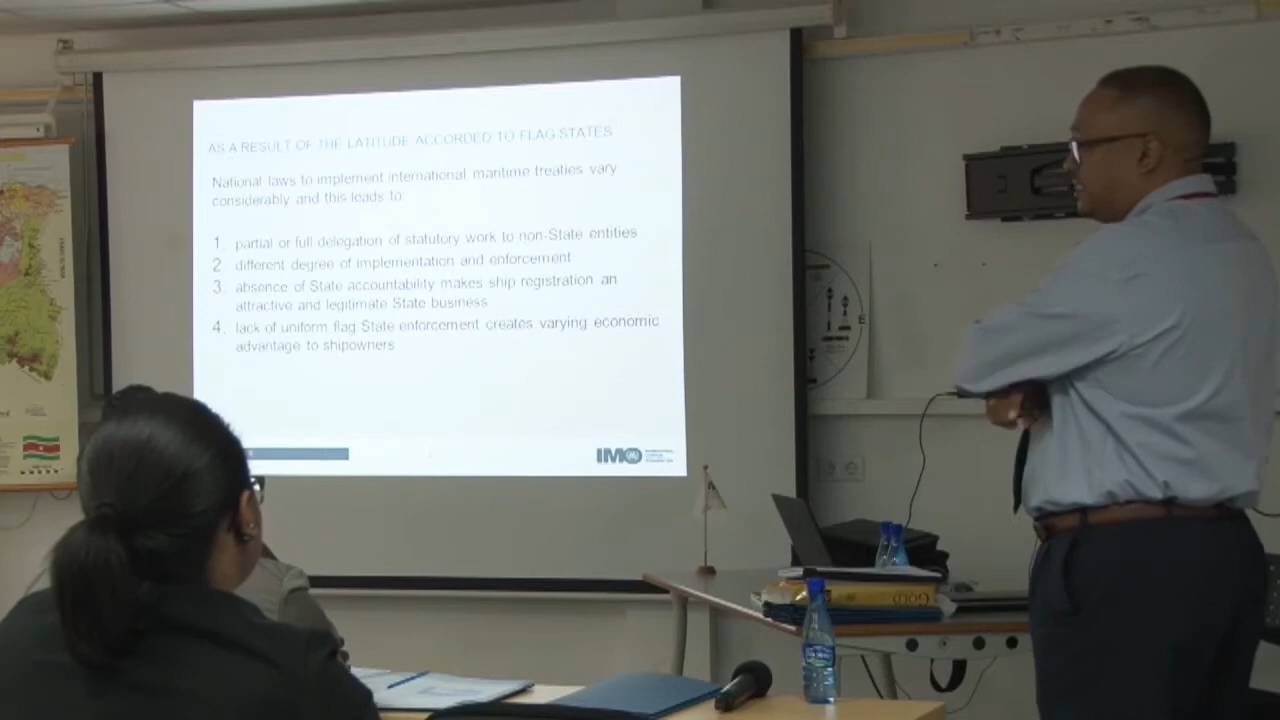 AS A RESULT OF THE LATITUDE ACCORDED TO FLAG STATES
National laws to implement international maritime treaties vary
considerably and this leads to:
1. partial or full delegation of statutory work to non-State entities
2. different degree of implementation and enforcement
3. absence of State accountability makes ship registration an
attractive and legitimate State business
4. lack of uniform flag State enforcement creates varying economic
advantage to shipowners
IMO
E